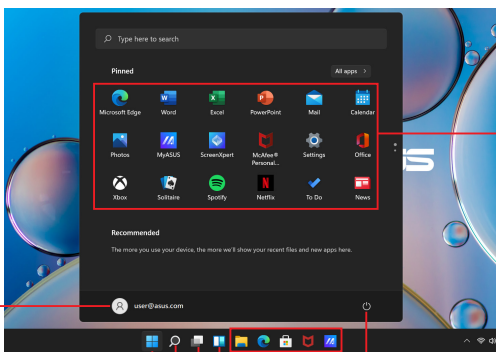 Type here to search
Pinned
All apps >
Microsoft Edge
Word
Excel
PowerPoint
Mail
Calendar
Photos
MyASUS
ScreenXpert
McAfee®
Personal...
Settings
Office
Xbox
Solitaire
Spotify
Netflix
To Do
News
Recommended
The more you use your device, the more we'll show your recent files and new apps here.
user@asus.com